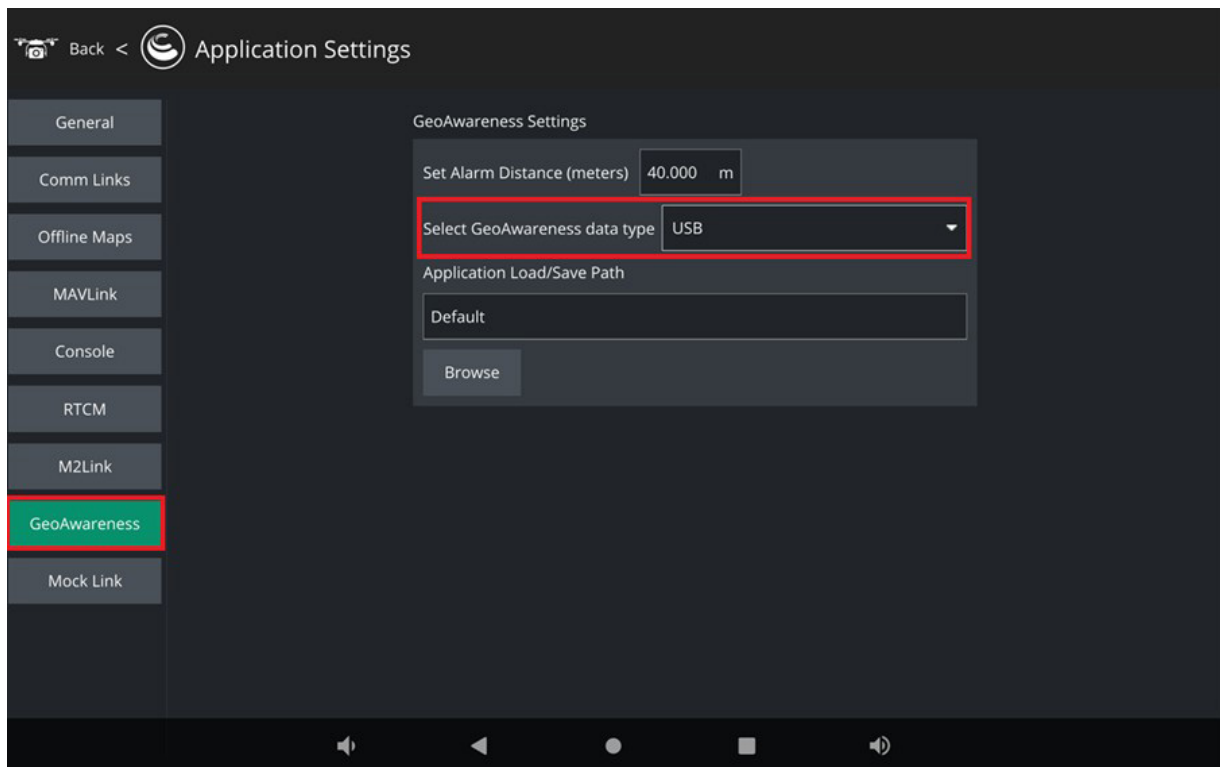 Back < Application Settings
General
Comm Links
Offline Maps
MAVLink
Console
RTCM
M2Link
GeoAwareness
Mock Link
GeoAwareness Settings
Set Alarm Distance (meters) 40.000 m
Select GeoAwareness data type USB
Application Load/Save Path
Default
Browse